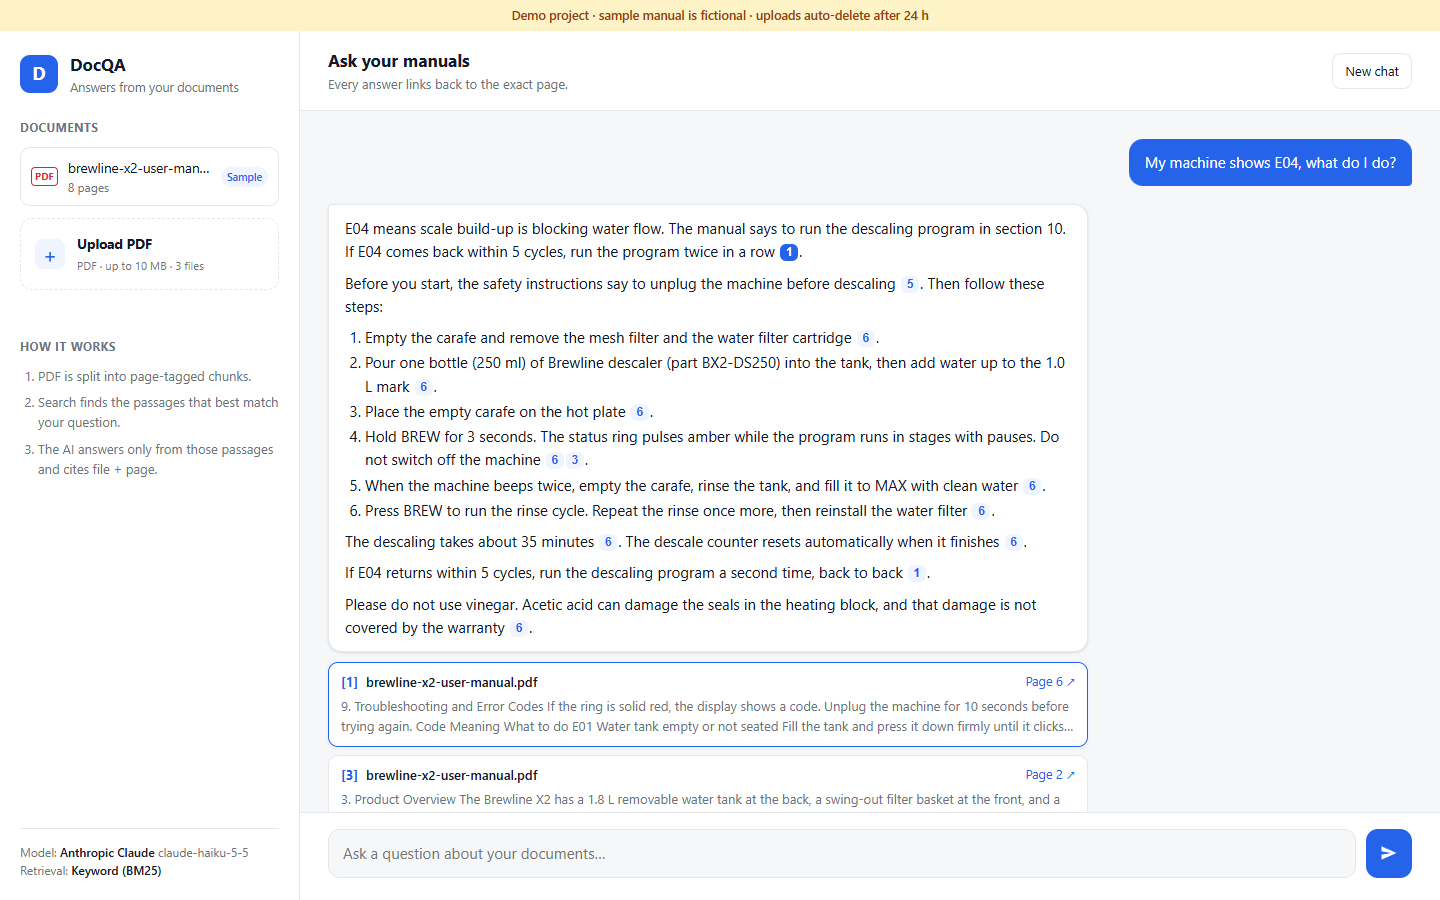 Demo project · sample manual is fictional · uploads auto-delete after 24 h
D
DocQA
Answers from your documents
DOCUMENTS
PDF
brewline-x2-user-man...
8 pages
Sample
+
Upload PDF
PDF · up to 10 MB · 3 files
HOW IT WORKS
1. PDF is split into page-tagged chunks.
2. Search finds the passages that best match
your question.
3. The AI answers only from those passages
and cites file + page.
Model: Anthropic Claude claude-haiku-5-5
Retrieval: Keyword (BM25)
Ask your manuals
Every answer links back to the exact page.
New chat
My machine shows E04, what do I do?
E04 means scale build-up is blocking water flow. The manual says to run the descaling program in section 10.
If E04 comes back within 5 cycles, run the program twice in a row 1.
Before you start, the safety instructions say to unplug the machine before descaling 5 . Then follow these
steps:
1. Empty the carafe and remove the mesh filter and the water filter cartridge 6 .
2. Pour one bottle (250 ml) of Brewline descaler (part BX2-DS250) into the tank, then add water up to the 1.0
L mark 6 .
3. Place the empty carafe on the hot plate 6 .
4. Hold BREW for 3 seconds. The status ring pulses amber while the program runs in stages with pauses. Do
not switch off the machine 6 3 .
5. When the machine beeps twice, empty the carafe, rinse the tank, and fill it to MAX with clean water 6 .
6. Press BREW to run the rinse cycle. Repeat the rinse once more, then reinstall the water filter 6 .
The descaling takes about 35 minutes 6 . The descale counter resets automatically when it finishes 6 .
If E04 returns within 5 cycles, run the descaling program a second time, back to back 1 .
Please do not use vinegar. Acetic acid can damage the seals in the heating block, and that damage is not
covered by the warranty 6 .
[1] brewline-x2-user-manual.pdf
Page 6 ↗
9. Troubleshooting and Error Codes If the ring is solid red, the display shows a code. Unplug the machine for 10 seconds before
trying again. Code Meaning What to do E01 Water tank empty or not seated Fill the tank and press it down firmly until it clicks...
[3] brewline-x2-user-manual.pdf
Page 2 ↗
3. Product Overview The Brewline X2 has a 1.8 L removable water tank at the back, a swing-out filter basket at the front, and a
Ask a question about your documents...